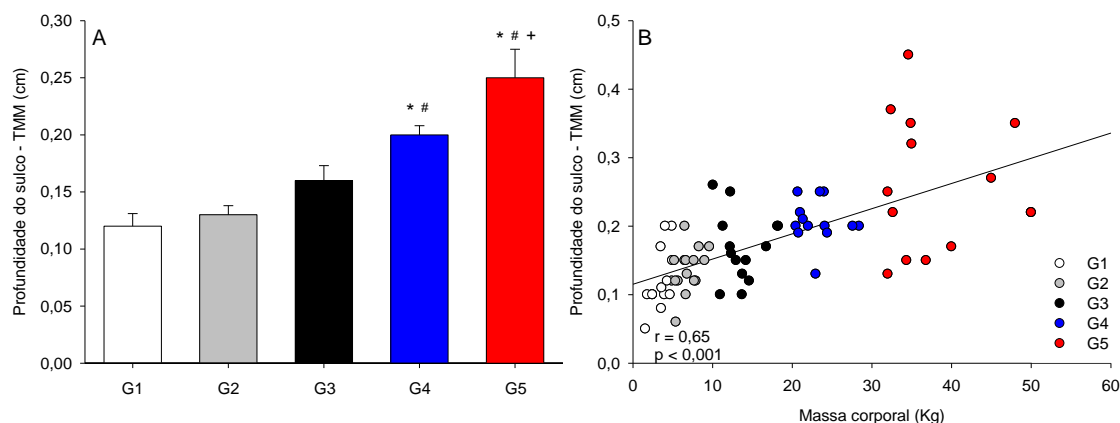 A
Profundidade do sulco - TMM (cm)
0,30
0,25
0,20
0,15
0,10
0,05
0,00
* #
* # +
G1 G2 G3 G4 G5
B
Profundidade do sulco - TMM (cm)
0,5
0,4
0,3
0,2
0,1
0,0
r = 0,65
p < 0,001
G1
G2
G3
G4
G5
0 10 20 30 40 50 60
Massa corporal (Kg)